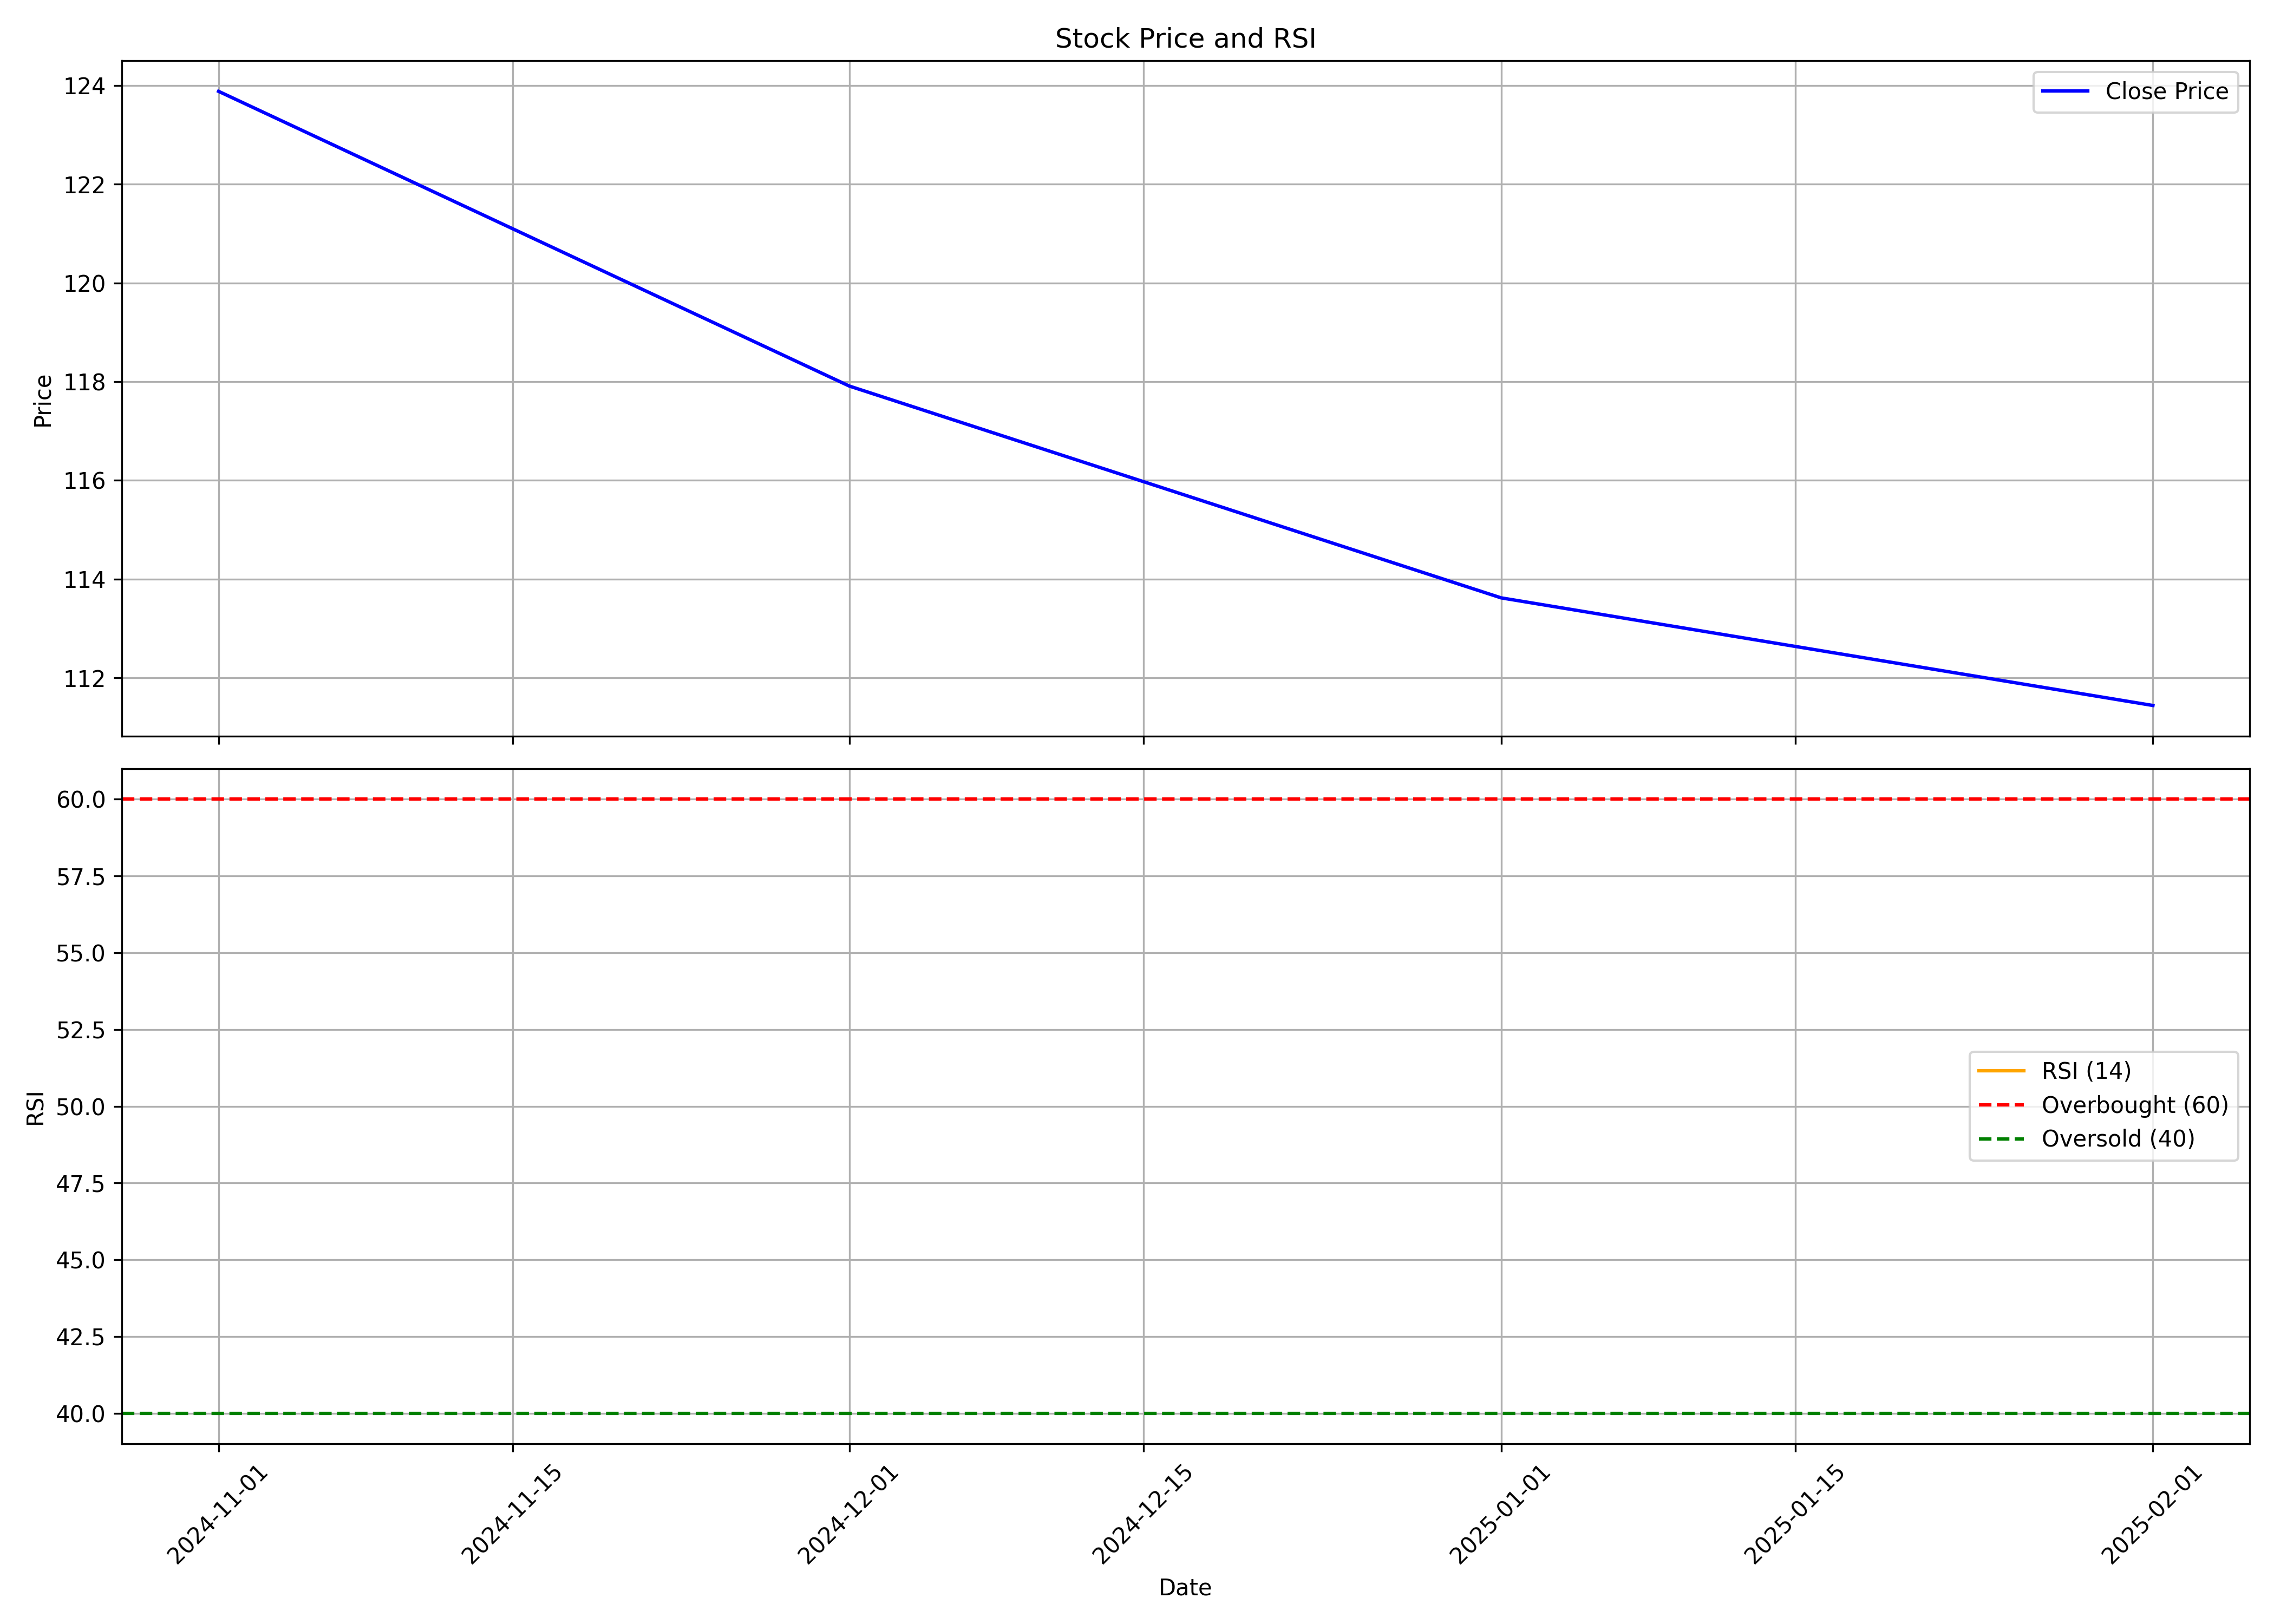 Stock Price and RSI
124
122
120
118
116
114
112
Price
Close Price
60.0
57.5
55.0
52.5
50.0
47.5
45.0
42.5
40.0
RSI
RSI (14)
Overbought (60)
Oversold (40)
2024-11-01
2024-11-15
2024-12-01
2024-12-15
2025-01-01
2025-01-15
2025-02-01
Date